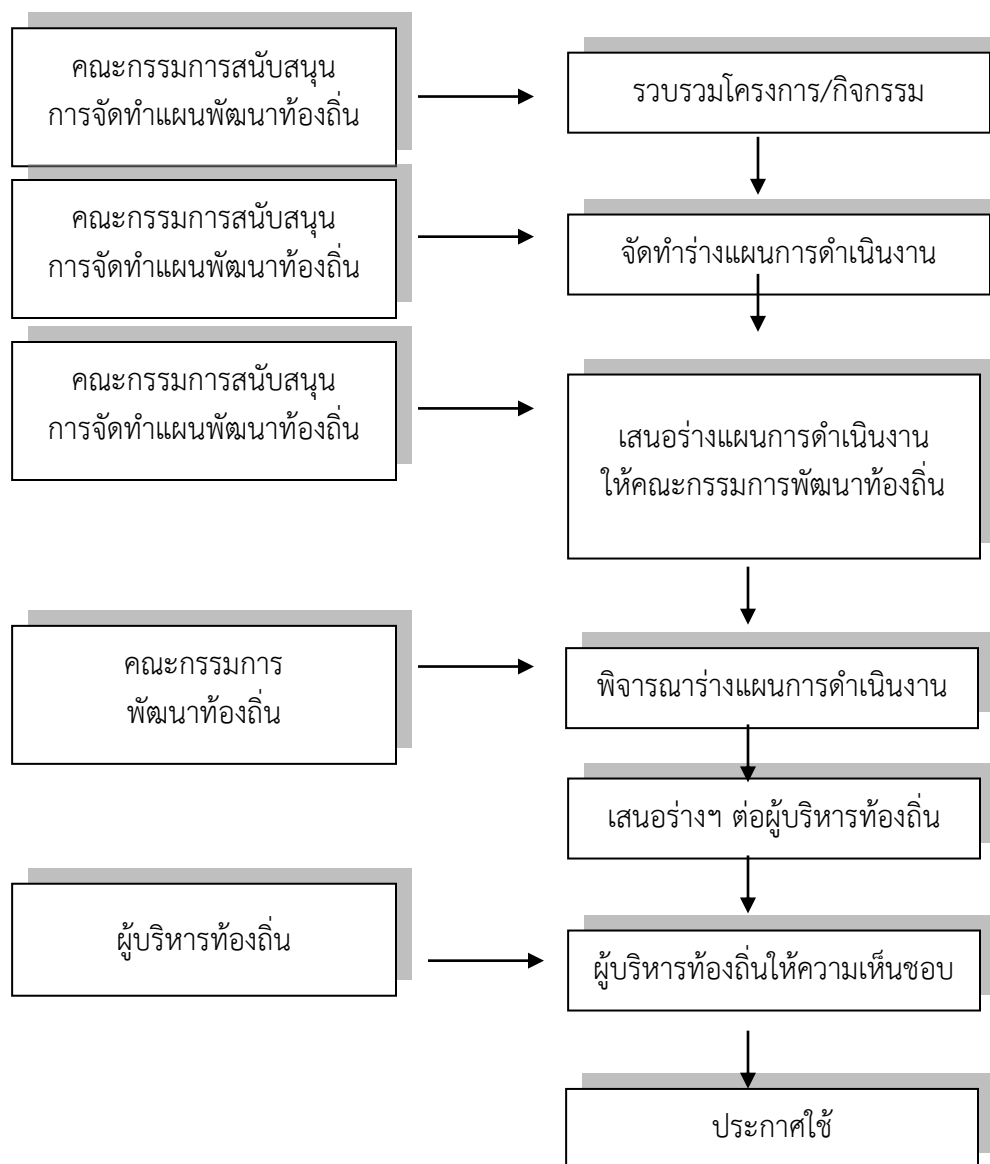 คณะกรรมการสนับสนุน
การจัดทำแผนพัฒนาท้องถิ่น
รวบรวมโครงการ/กิจกรรม
คณะกรรมการสนับสนุน
การจัดทำแผนพัฒนาท้องถิ่น
จัดทำร่างแผนการดำเนินงาน
คณะกรรมการสนับสนุน
การจัดทำแผนพัฒนาท้องถิ่น
เสนอร่างแผนการดำเนินงาน
ให้คณะกรรมการพัฒนาท้องถิ่น
คณะกรรมการ
พัฒนาท้องถิ่น
พิจารณาร่างแผนการดำเนินงาน
เสนอร่างฯ ต่อผู้บริหารท้องถิ่น
ผู้บริหารท้องถิ่น
ผู้บริหารท้องถิ่นให้ความเห็นชอบ
ประกาศใช้